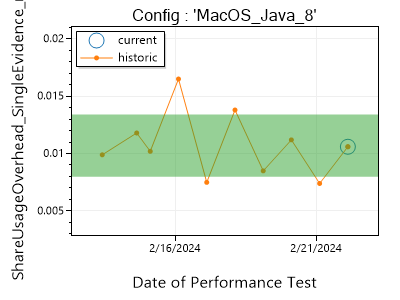 Config : 'MacOS_Java_8'
current
historic
0.02
0.015
0.01
0.005
ShareUsageOverhead_SingleEvidence_
2/16/2024
2/21/2024
Date of Performance Test